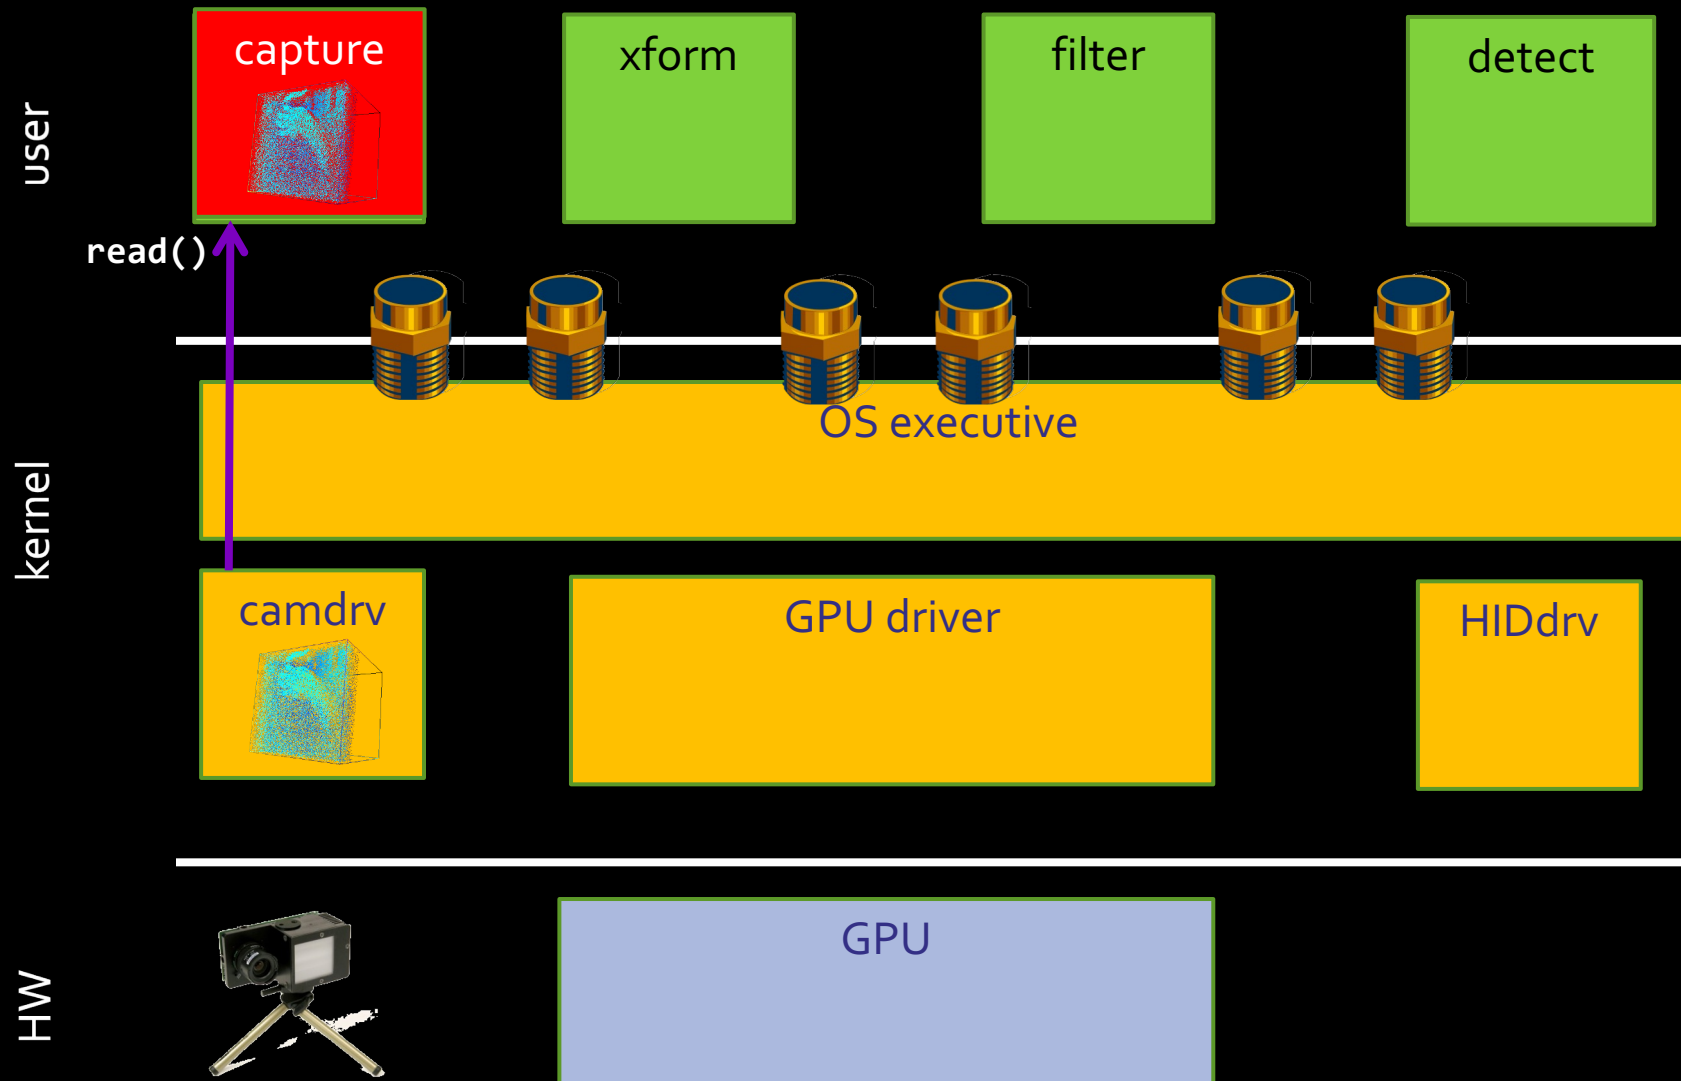 user
capture
xform
filter
detect
read()
kernel
OS executive
camdrv
GPU driver
HIDdrv
HW
GPU